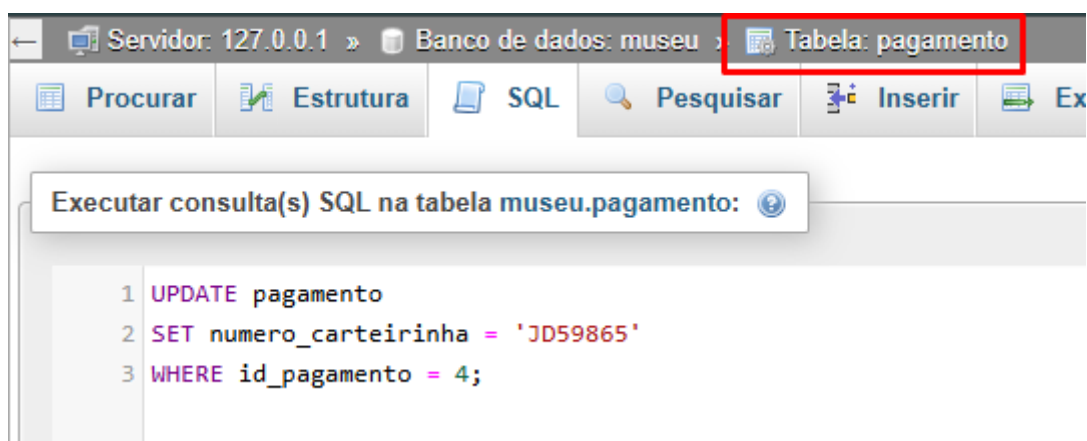 ← Servidor: 127.0.0.1 » Banco de dados: museu » Tabela: pagamento
Procurar Estrutura SQL Pesquisar Inserir Ex
Executar consulta(s) SQL na tabela museu.pagamento:
1 UPDATE pagamento
2 SET numero_carteirinha = 'JD59865'
3 WHERE id_pagamento = 4;